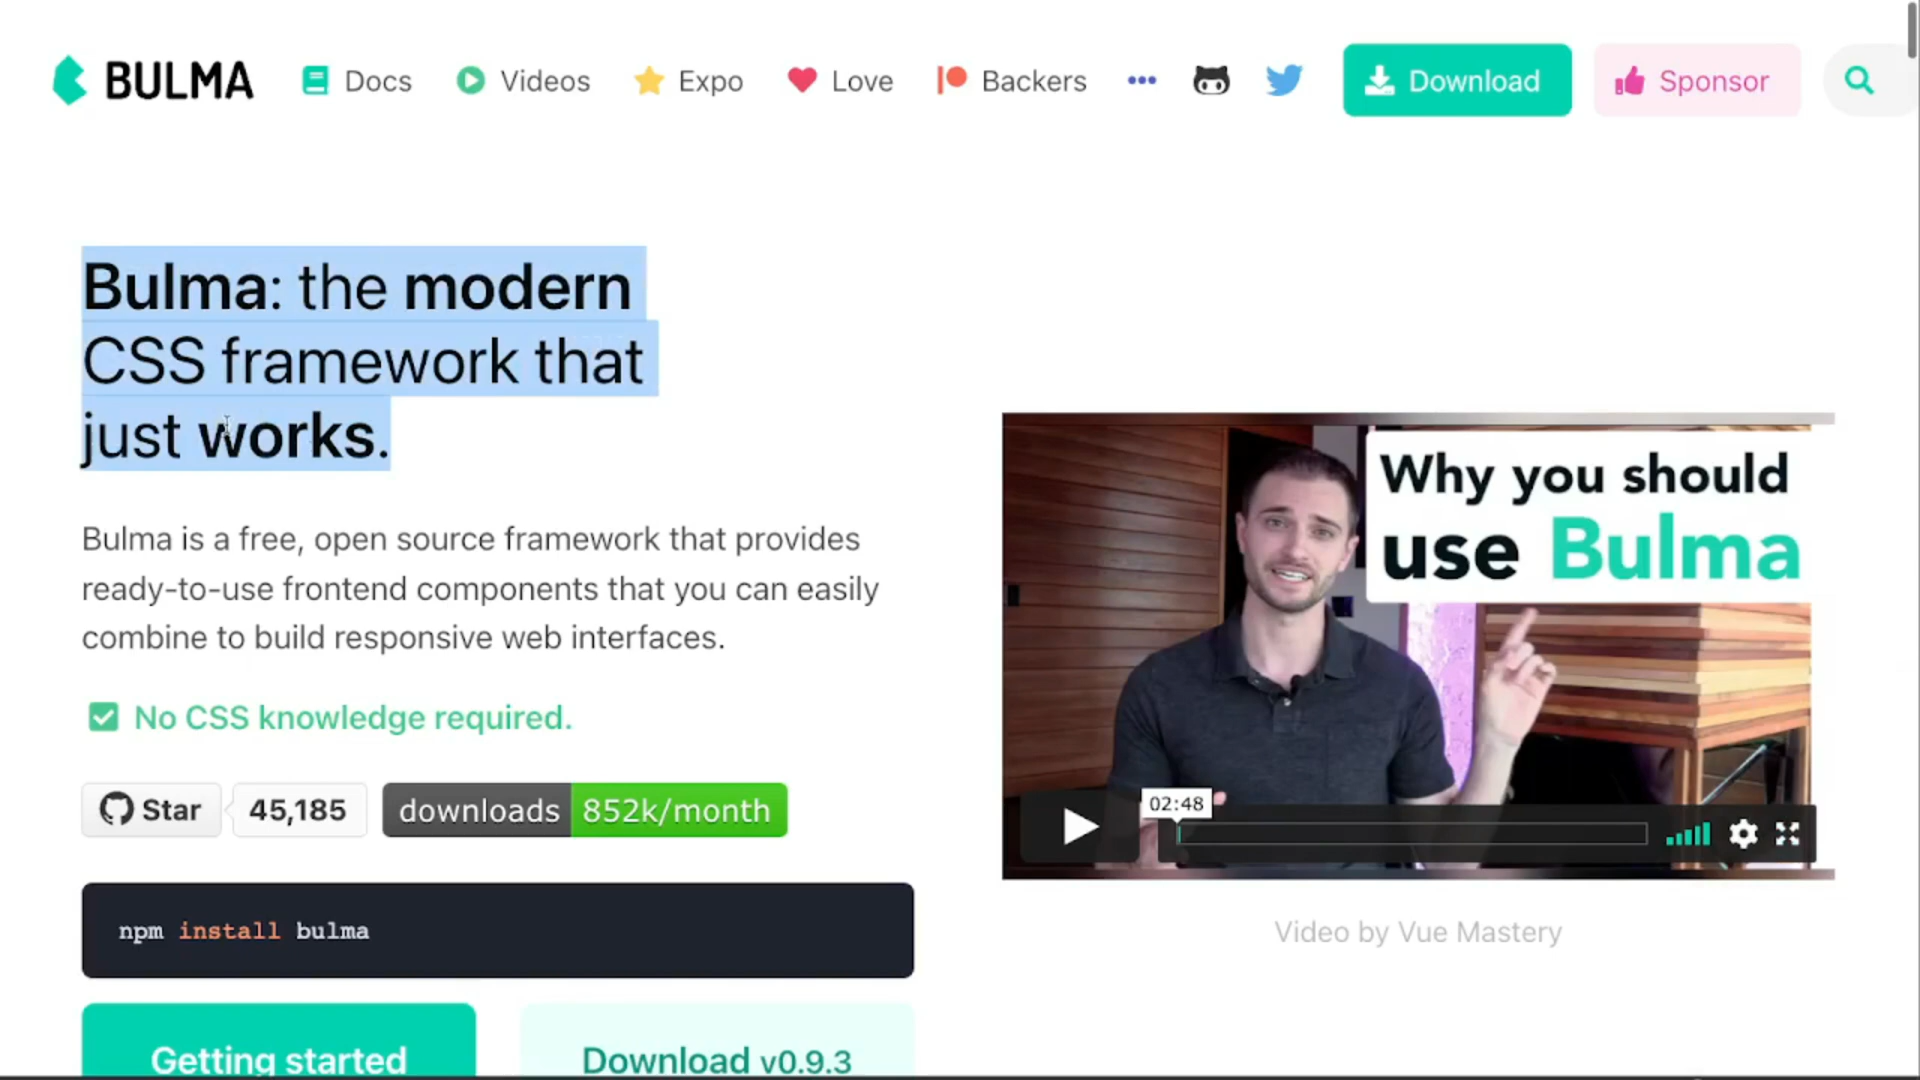 BULMA Docs Videos Expo Love Backers Download Sponsor
Bulma: the modern
CSS framework that
just works.
Bulma is a free, open source framework that provides
ready-to-use frontend components that you can easily
combine to build responsive web interfaces.
No CSS knowledge required.
Star 45,185 downloads 852k/month
npm install bulma
Getting started Download v0.9.3
Why you should
use Bulma
02:48
Video by Vue Mastery